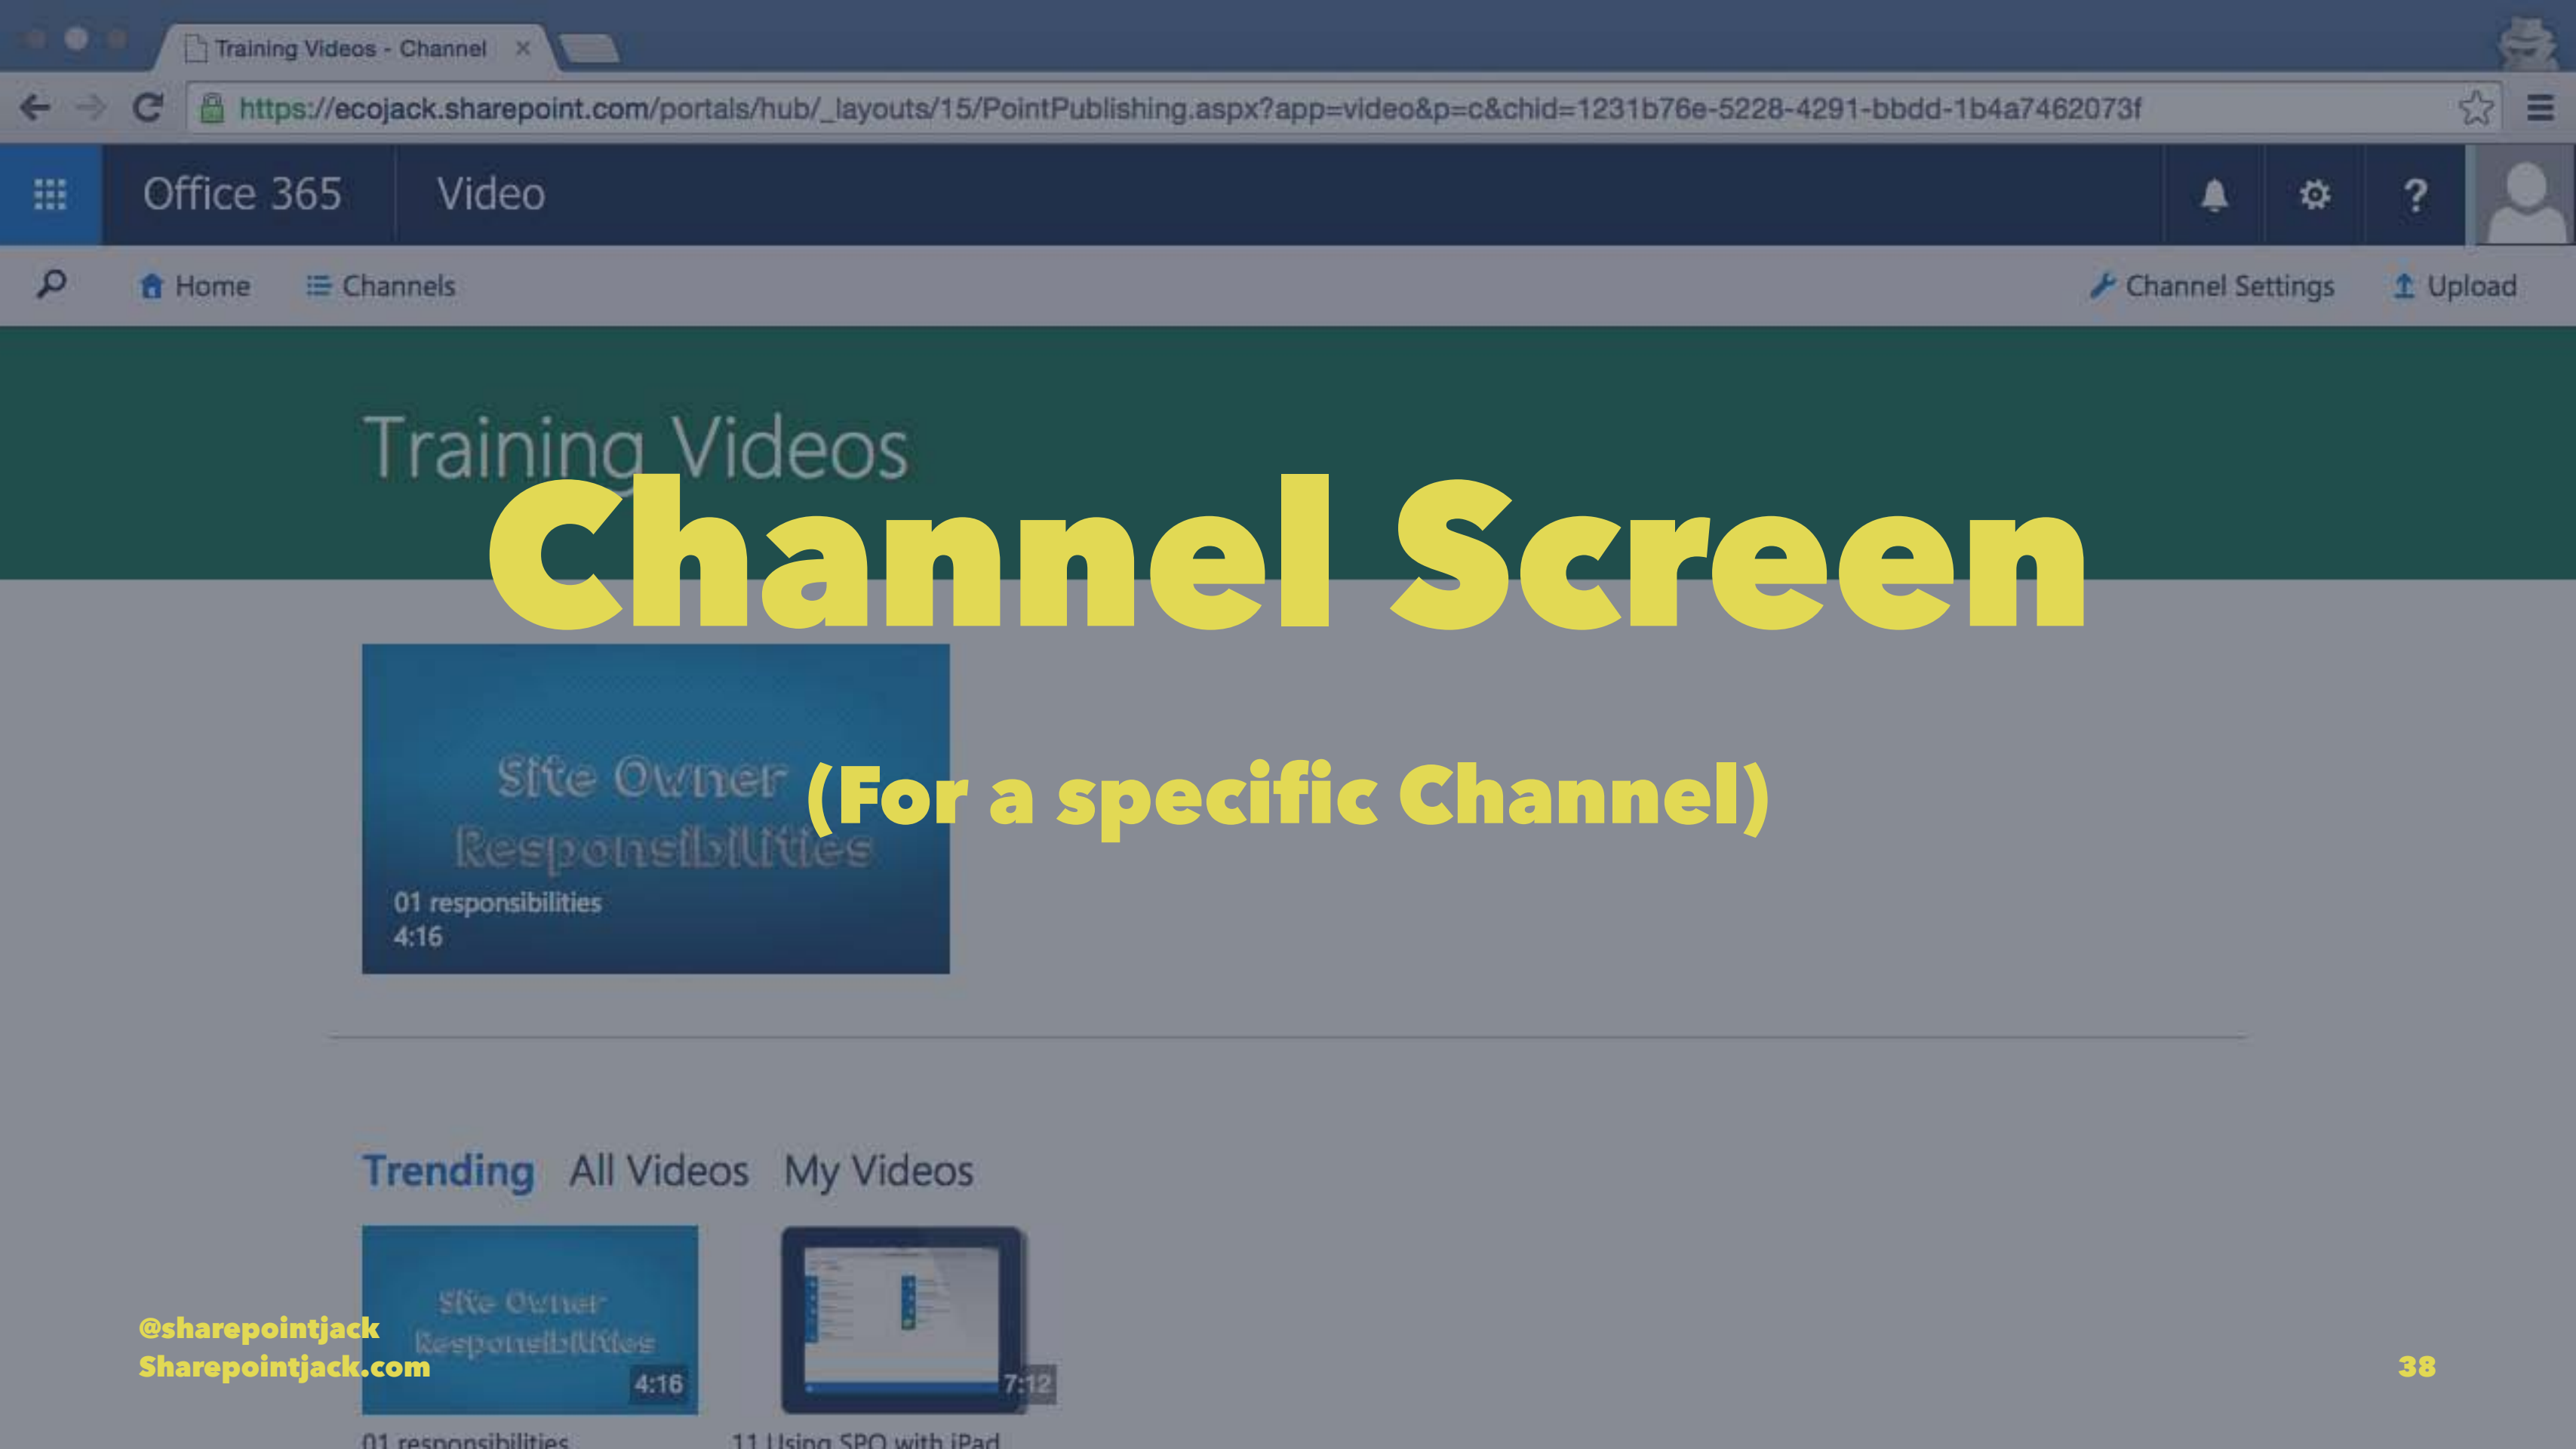 Training Videos - Channel
https://ecojack.sharepoint.com/portals/hub/_layouts/15/PointPublishing.aspx?app=video&p=c&chid=1231b76e-5228-4291-bbdd-1b4a7462073f
Office 365 Video ?
Home Channels Channel Settings Upload
Training Videos
Channel Screen
(For a specific Channel)
Site Owner
Responsibilities
01 responsibilities
4:16
Trending All Videos My Videos
Site Owner
Responsibilities
4:16
7:12
01 responsibilities
11 Using SPO with iPad
@sharepointjack
Sharepointjack.com
38